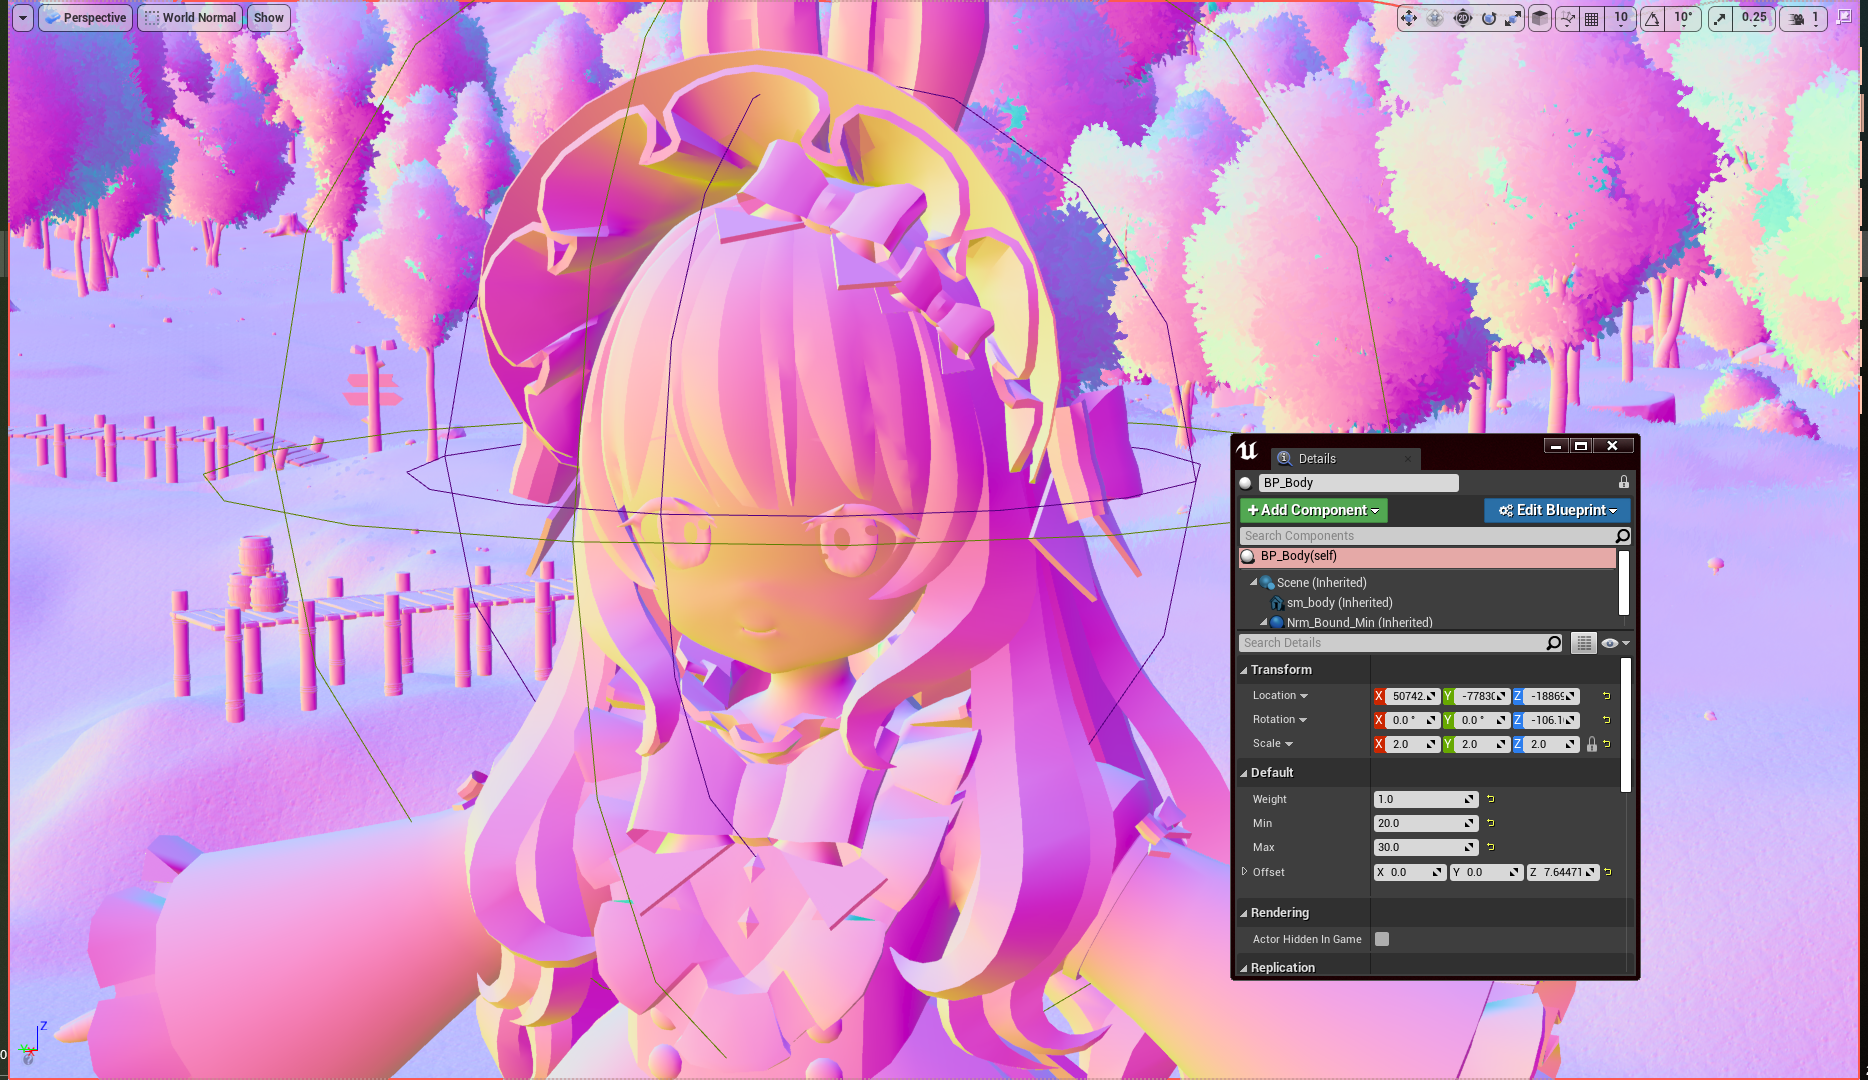 Perspective World Normal Show 10 10° 0.25 1
Details
BP_Body
Add Component Edit Blueprint
Search Components
BP_Body(self)
Scene (Inherited)
sm_body (Inherited)
Nrm_Bound_Min (Inherited)
Search Details
Transform
Location X 50742. Y -7783 Z -1886
Rotation X 0.0 ° Y 0.0 ° Z -106.1
Scale X 2.0 Y 2.0 Z 2.0
Default
Weight 1.0
Min 20.0
Max 30.0
Offset X 0.0 Y 0.0 Z 7.64471
Rendering
Actor Hidden In Game
Replication
Z
0